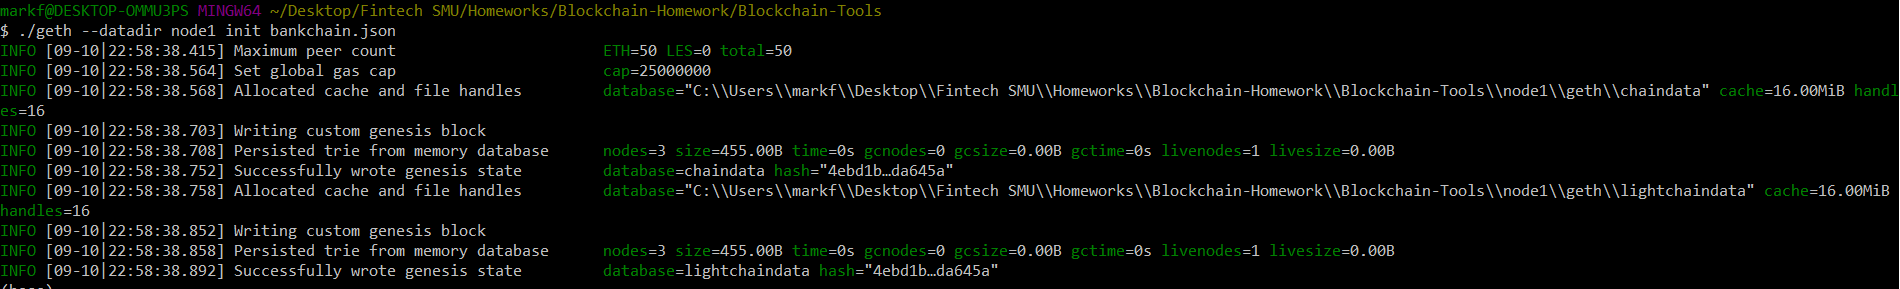 markf@DESKTOP-OMMU3PS MINGW64 ~/Desktop/Fintech SMU/Homeworks/Blockchain-Homework/Blockchain-Tools
$ ./geth --datadir node1 init bankchain.json
INFO [09-10|22:58:38.415] Maximum peer count                       ETH=50 LES=0 total=50
INFO [09-10|22:58:38.564] Set global gas cap                       cap=25000000
INFO [09-10|22:58:38.568] Allocated cache and file handles         database="C:\\Users\\markf\\Desktop\\Fintech SMU\\Homeworks\\Blockchain-Homework\\Blockchain-Tools\\node1\\geth\\chaindata" cache=16.00MiB handl
es=16
INFO [09-10|22:58:38.703] Writing custom genesis block
INFO [09-10|22:58:38.708] Persisted trie from memory database      nodes=3 size=455.00B time=0s gcnodes=0 gcsize=0.00B gctime=0s livenodes=1 livesize=0.00B
INFO [09-10|22:58:38.752] Successfully wrote genesis state         database=chaindata hash="4ebd1b…da645a"
INFO [09-10|22:58:38.758] Allocated cache and file handles         database="C:\\Users\\markf\\Desktop\\Fintech SMU\\Homeworks\\Blockchain-Homework\\Blockchain-Tools\\node1\\geth\\lightchaindata" cache=16.00MiB
handles=16
INFO [09-10|22:58:38.852] Writing custom genesis block
INFO [09-10|22:58:38.858] Persisted trie from memory database      nodes=3 size=455.00B time=0s gcnodes=0 gcsize=0.00B gctime=0s livenodes=1 livesize=0.00B
INFO [09-10|22:58:38.892] Successfully wrote genesis state         database=lightchaindata hash="4ebd1b…da645a"
(base)